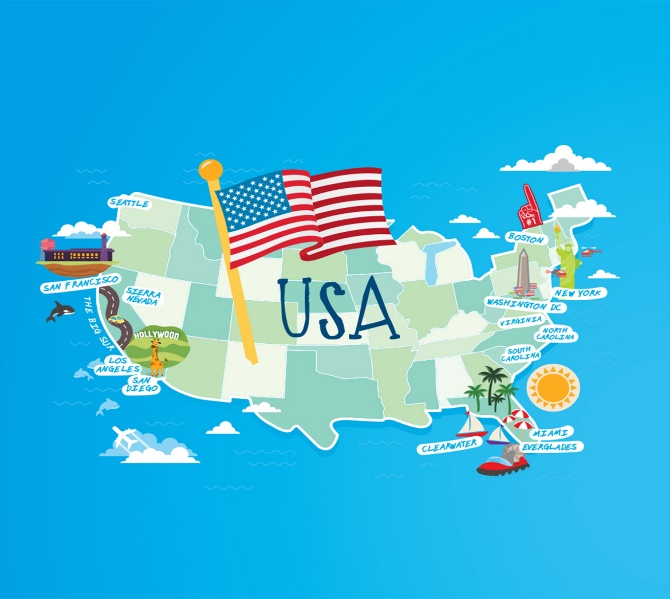 SEATTLE
USA
#1
BOSTON
SAN FRANCISCO
SIERRA
NEVADA
THE BIG SUR
HOLLYWOOD
LOS
ANGELES
SAN
DIEGO
NEW YORK
WASHINGTON DC
VIRGINIA
NORTH
CAROLINA
SOUTH
CAROLINA
MIAMI
CLEARWATER
EVERGLADES